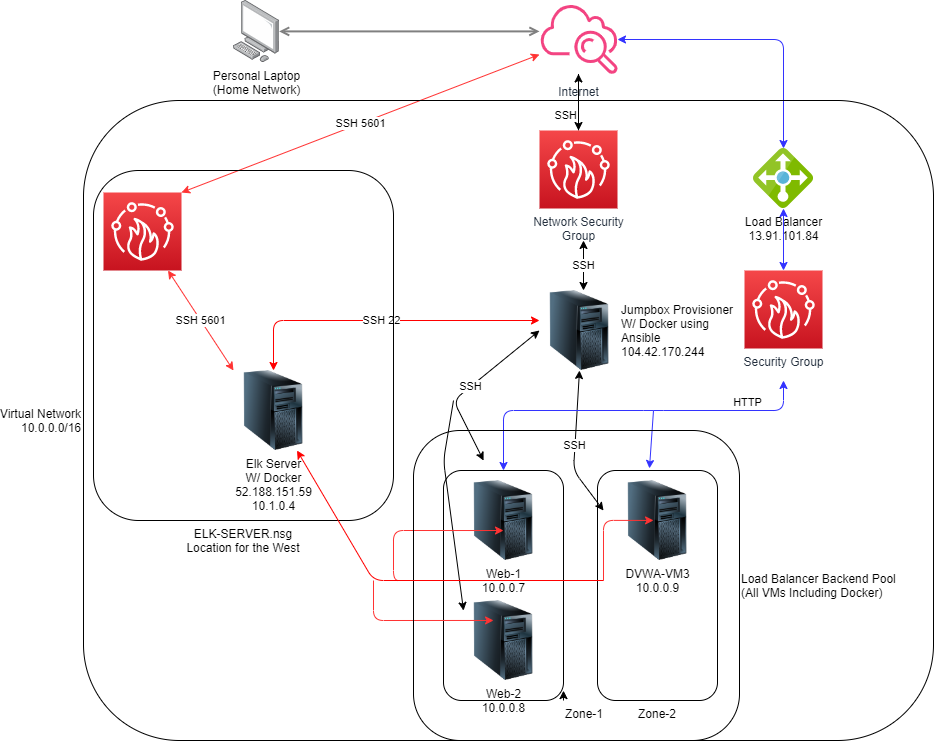 Personal Laptop
(Home Network)
Internet
SSH 5601
SSH
Network Security
Group
Load Balancer
13.91.101.84
SSH
SSH 5601
SSH 22
Jumpbox Provisioner
W/ Docker using
Ansible
104.42.170.244
Security Group
SSH
HTTP
Virtual Network
10.0.0.0/16
SSH
Elk Server
W/ Docker
52.188.151.59
10.1.0.4
ELK-SERVER.nsg
Location for the West
Web-1
10.0.0.7
DVWA-VM3
10.0.0.9
Load Balancer Backend Pool
(All VMs Including Docker)
Web-2
10.0.0.8
Zone-1
Zone-2